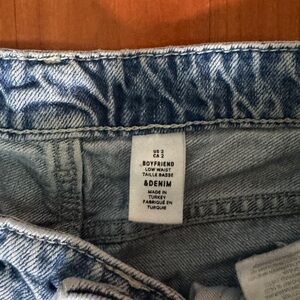 US 2
CA 2
BOYFRIEND
LOW WAIST
TAILLE BASSE
&DENIM
MADE IN
TURKEY
FABRIQUÉ EN
TURQUIE